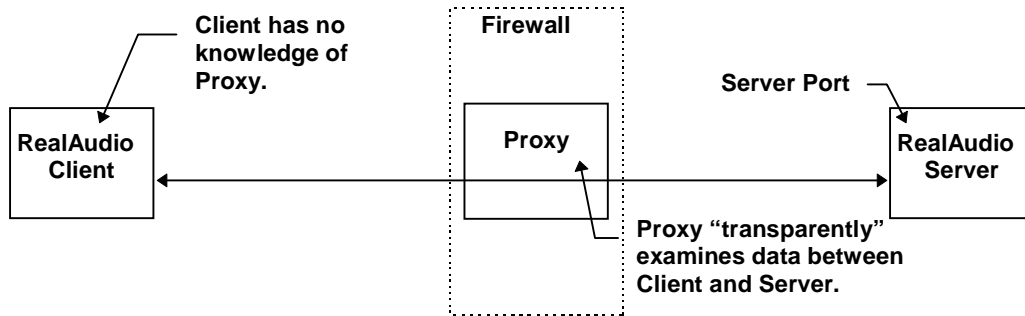 Client has no
knowledge of
Proxy.
Firewall
Server Port
RealAudio
Client
Proxy
RealAudio
Server
Proxy “transparently”
examines data between
Client and Server.